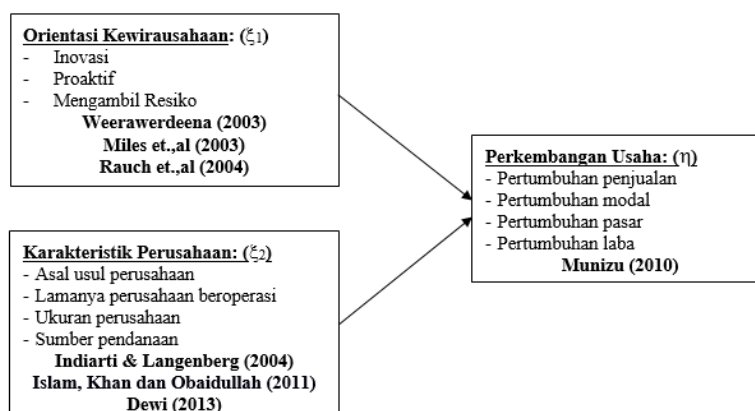 Orientasi Kewirausahaan: (ξ1)
- Inovasi
- Proaktif
- Mengambil Resiko
Weerawerdeena (2003)
Miles et.,al (2003)
Rauch et.,al (2004)
Perkembangan Usaha: (η)
- Pertumbuhan penjualan
- Pertumbuhan modal
- Pertumbuhan pasar
- Pertumbuhan laba
Munizu (2010)
Karakteristik Perusahaan: (ξ2)
- Asal usul perusahaan
- Lamanya perusahaan beroperasi
- Ukuran perusahaan
- Sumber pendanaan
Indiarti & Langenberg (2004)
Islam, Khan dan Obaidullah (2011)
Dewi (2013)